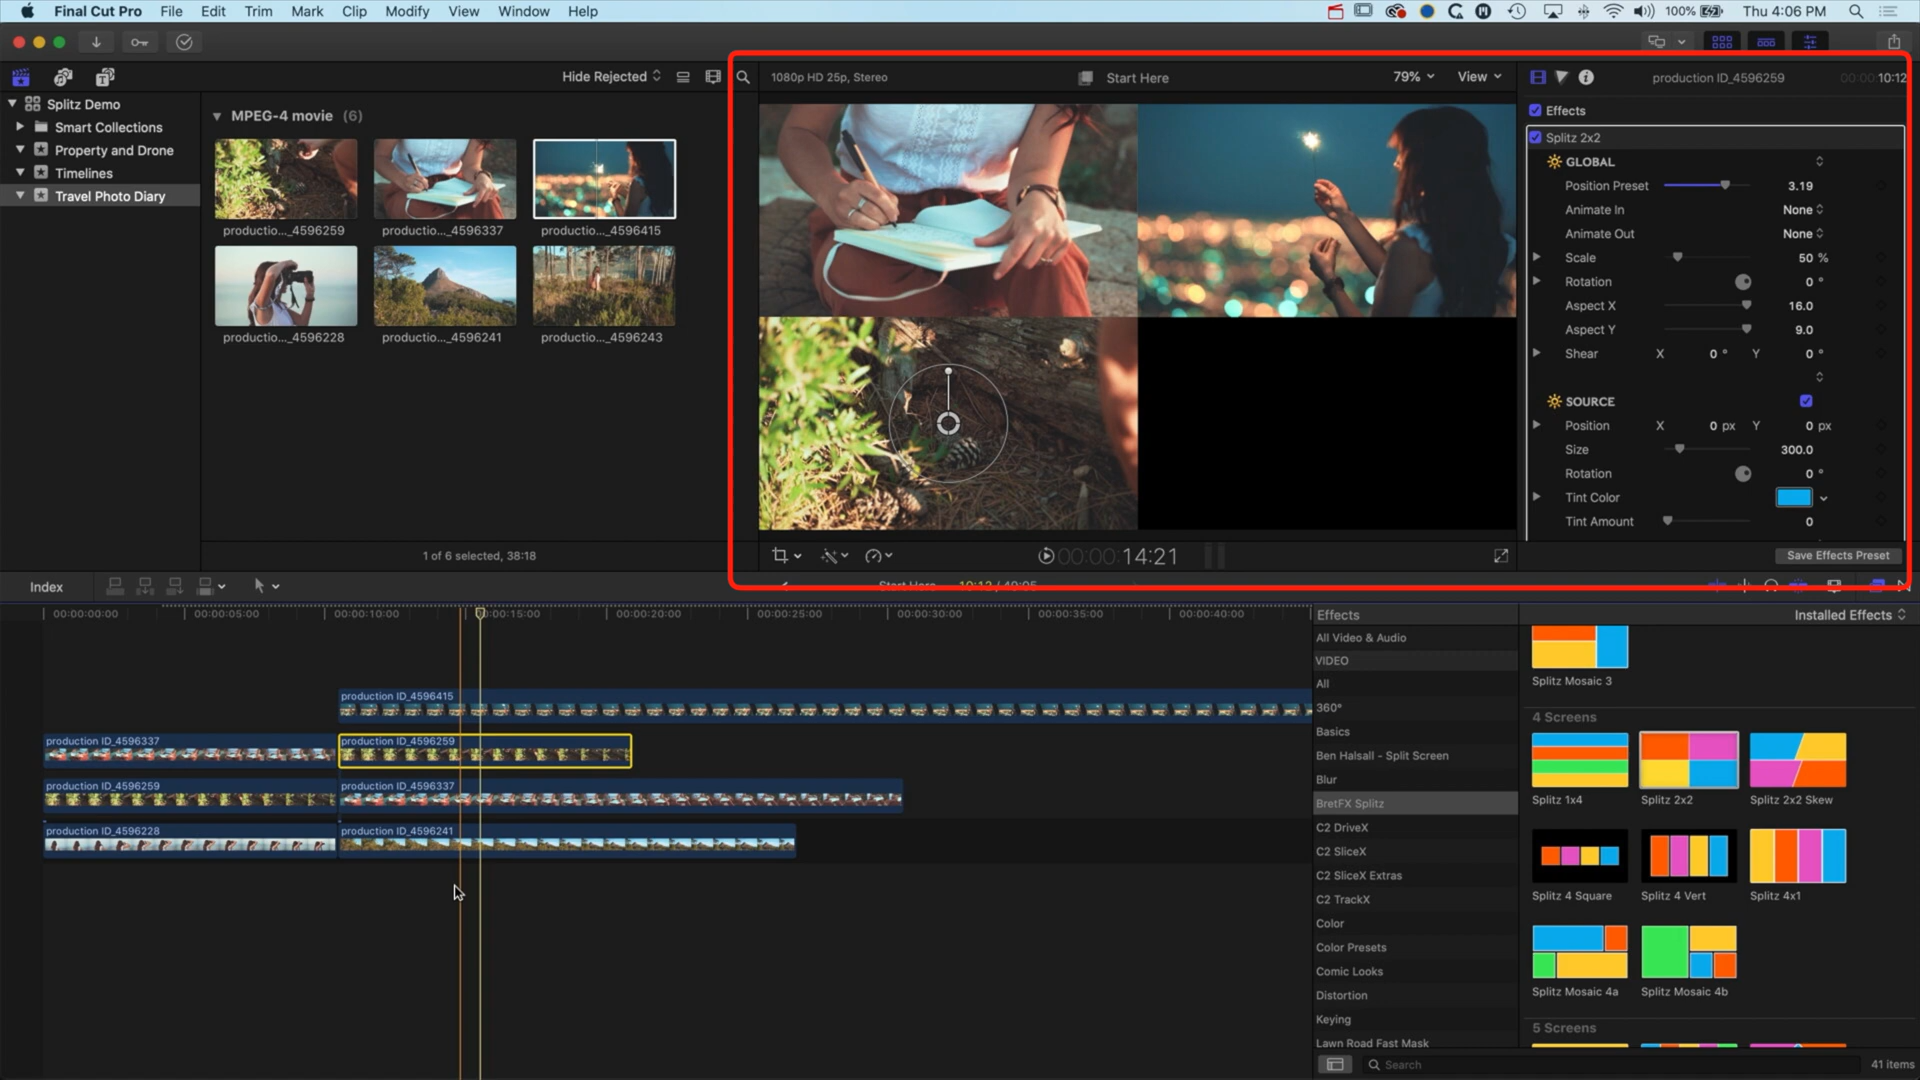 Final Cut Pro File Edit Trim Mark Clip Modify View Window Help 100% Thu 4:06 PM
Hide Rejected
1080p HD 25p, Stereo Start Here 79% View
production ID_4596259 00:00:10:12
Splitz Demo
Smart Collections
Property and Drone
Timelines
Travel Photo Diary
MPEG-4 movie (6)
productio..._4596259 productio..._4596337 productio..._4596415
productio..._4596228 productio..._4596241 productio..._4596243
1 of 6 selected, 38:18
00:00:14:21
Effects
Splitz 2x2
GLOBAL
Position Preset 3.19
Animate In None
Animate Out None
Scale 50 %
Rotation 0 °
Aspect X 16.0
Aspect Y 9.0
Shear X 0 ° Y 0 °
SOURCE
Position X 0 px Y 0 px
Size 300.0
Rotation 0 °
Tint Color
Tint Amount 0
Save Effects Preset
Index
Start Here 10:12 / 49:05
00:00:00:00 00:00:05:00 00:00:10:00 00:00:15:00 00:00:20:00 00:00:25:00 00:00:30:00 00:00:35:00 00:00:40:00
production ID_4596415
production ID_4596337 production ID_4596259
production ID_4596259 production ID_4596337
production ID_4596228 production ID_4596241
Effects
All Video & Audio
VIDEO
All
360°
Basics
Ben Halsall - Split Screen
Blur
BretFX Splitz
C2 DriveX
C2 SliceX
C2 SliceX Extras
C2 TrackX
Color
Color Presets
Comic Looks
Distortion
Keying
Lawn Road Fast Mask
Installed Effects
Splitz Mosaic 3
4 Screens
Splitz 1x4 Splitz 2x2 Splitz 2x2 Skew
Splitz 4 Square Splitz 4 Vert Splitz 4x1
Splitz Mosaic 4a Splitz Mosaic 4b
5 Screens
Search 41 items